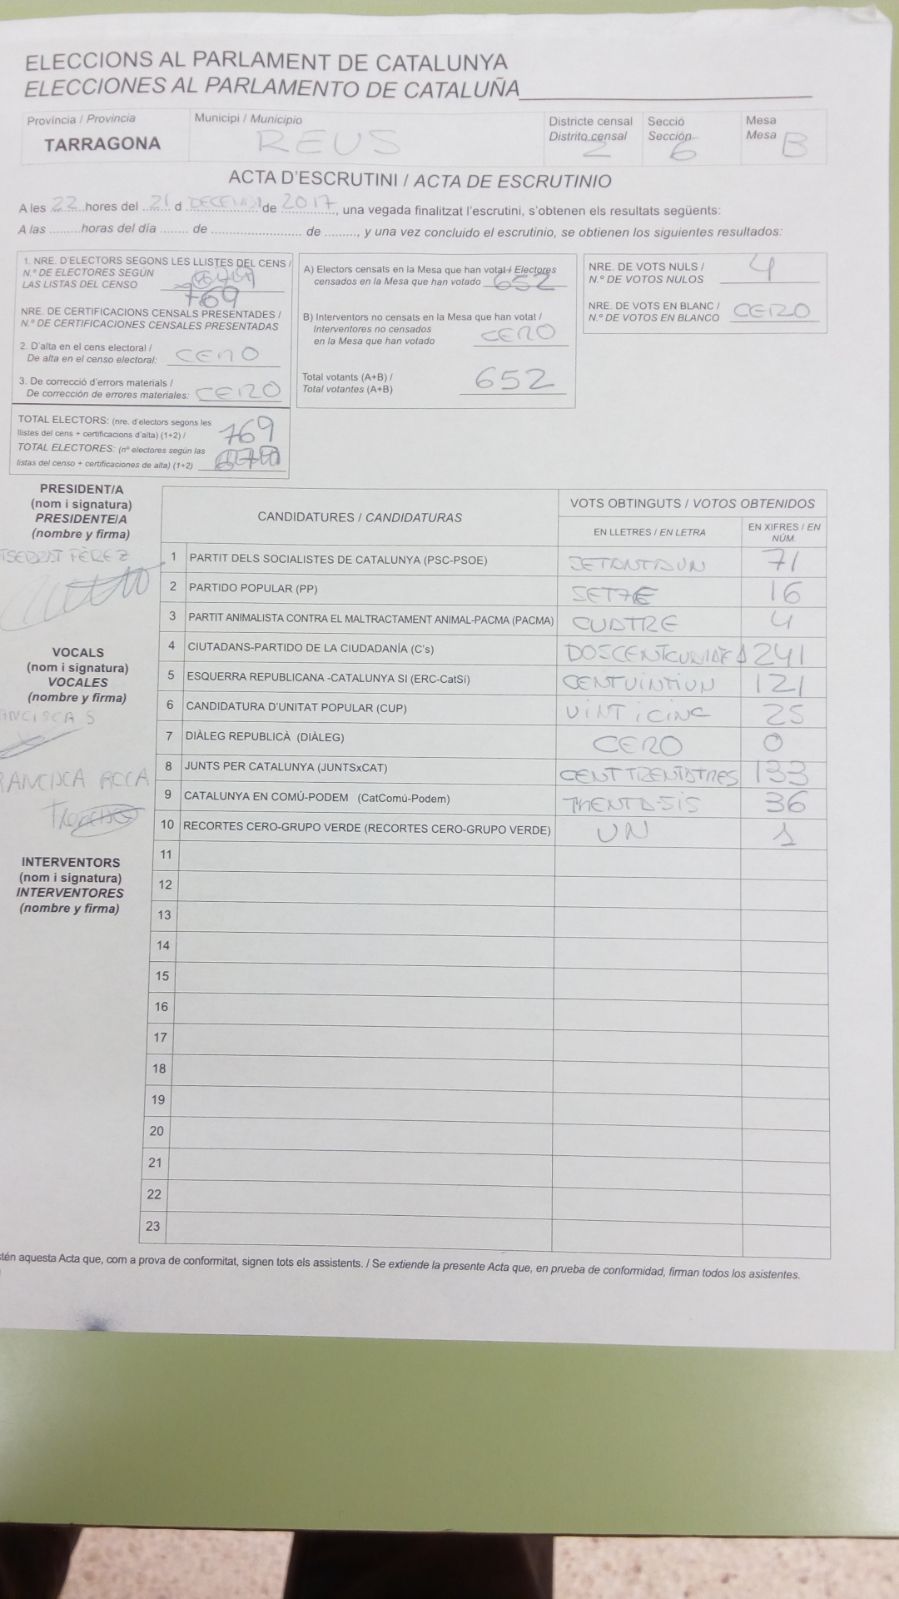 ELECCIONS AL PARLAMENT DE CATALUNYA
ELECCIONES AL PARLAMENTO DE CATALUÑA
Província / Provincia
TARRAGONA
Municipi / Municipio
REUS
Districte censal
Distrito censal
2
Secció
Sección
6
Mesa
Mesa
B
ACTA D'ESCRUTINI / ACTA DE ESCRUTINIO
A les 22 hores del 21 d de 2017, una vegada finalitzat l'escrutini, s'obtenen els resultats següents:
A las ......... horas del día ........ de ........................ de ........., y una vez concluido el escrutinio, se obtienen los siguientes resultados:
1. NRE. D'ELECTORS SEGONS LES LLISTES DEL CENS /
N.º DE ELECTORES SEGÚN
LAS LISTAS DEL CENSO
769
NRE. DE CERTIFICACIONS CENSALS PRESENTADES /
N.º DE CERTIFICACIONES CENSALES PRESENTADAS
2. D'alta en el cens electoral /
De alta en el censo electoral: CERO
3. De correcció d'errors materials /
De corrección de errores materiales: CERO
TOTAL ELECTORS: (nre. d'electors segons les
llistes del cens + certificacions d'alta) (1+2) / 769
TOTAL ELECTORES: (nº electores según las
listas del censo + certificaciones de alta) (1+2)
A) Electors censats en la Mesa que han votat / Electores
censados en la Mesa que han votado 652
B) Interventors no censats en la Mesa que han votat /
Interventores no censados
en la Mesa que han votado CERO
Total votants (A+B) /
Total votantes (A+B) 652
NRE. DE VOTS NULS /
N.º DE VOTOS NULOS 4
NRE. DE VOTS EN BLANC /
N.º DE VOTOS EN BLANCO CERO
PRESIDENT/A
(nom i signatura)
PRESIDENTE/A
(nombre y firma)
PÉREZ
VOCALS
(nom i signatura)
VOCALES
(nombre y firma)
ANCISCA S
RANCISCA ROCA
INTERVENTORS
(nom i signatura)
INTERVENTORES
(nombre y firma)
CANDIDATURES / CANDIDATURAS
VOTS OBTINGUTS / VOTOS OBTENIDOS
EN LLETRES / EN LETRA
EN XIFRES / EN NÚM.
1 PARTIT DELS SOCIALISTES DE CATALUNYA (PSC-PSOE) SETANTAUN 71
2 PARTIDO POPULAR (PP) SETZE 16
3 PARTIT ANIMALISTA CONTRA EL MALTRACTAMENT ANIMAL-PACMA (PACMA) CUATRE 4
4 CIUTADANS-PARTIDO DE LA CIUDADANÍA (C's) 241
5 ESQUERRA REPUBLICANA -CATALUNYA SI (ERC-CatSí) CENTVINTIUN 121
6 CANDIDATURA D'UNITAT POPULAR (CUP) VINT I CINC 25
7 DIÀLEG REPUBLICÀ (DIÀLEG) CERO 0
8 JUNTS PER CATALUNYA (JUNTSxCAT) CENT TRENTATRES 133
9 CATALUNYA EN COMÚ-PODEM (CatComú-Podem) TRENTA-SIS 36
10 RECORTES CERO-GRUPO VERDE (RECORTES CERO-GRUPO VERDE) UN 1
11
12
13
14
15
16
17
18
19
20
21
22
23
stén aquesta Acta que, com a prova de conformitat, signen tots els assistents. / Se extiende la presente Acta que, en prueba de conformidad, firman todos los asistentes.